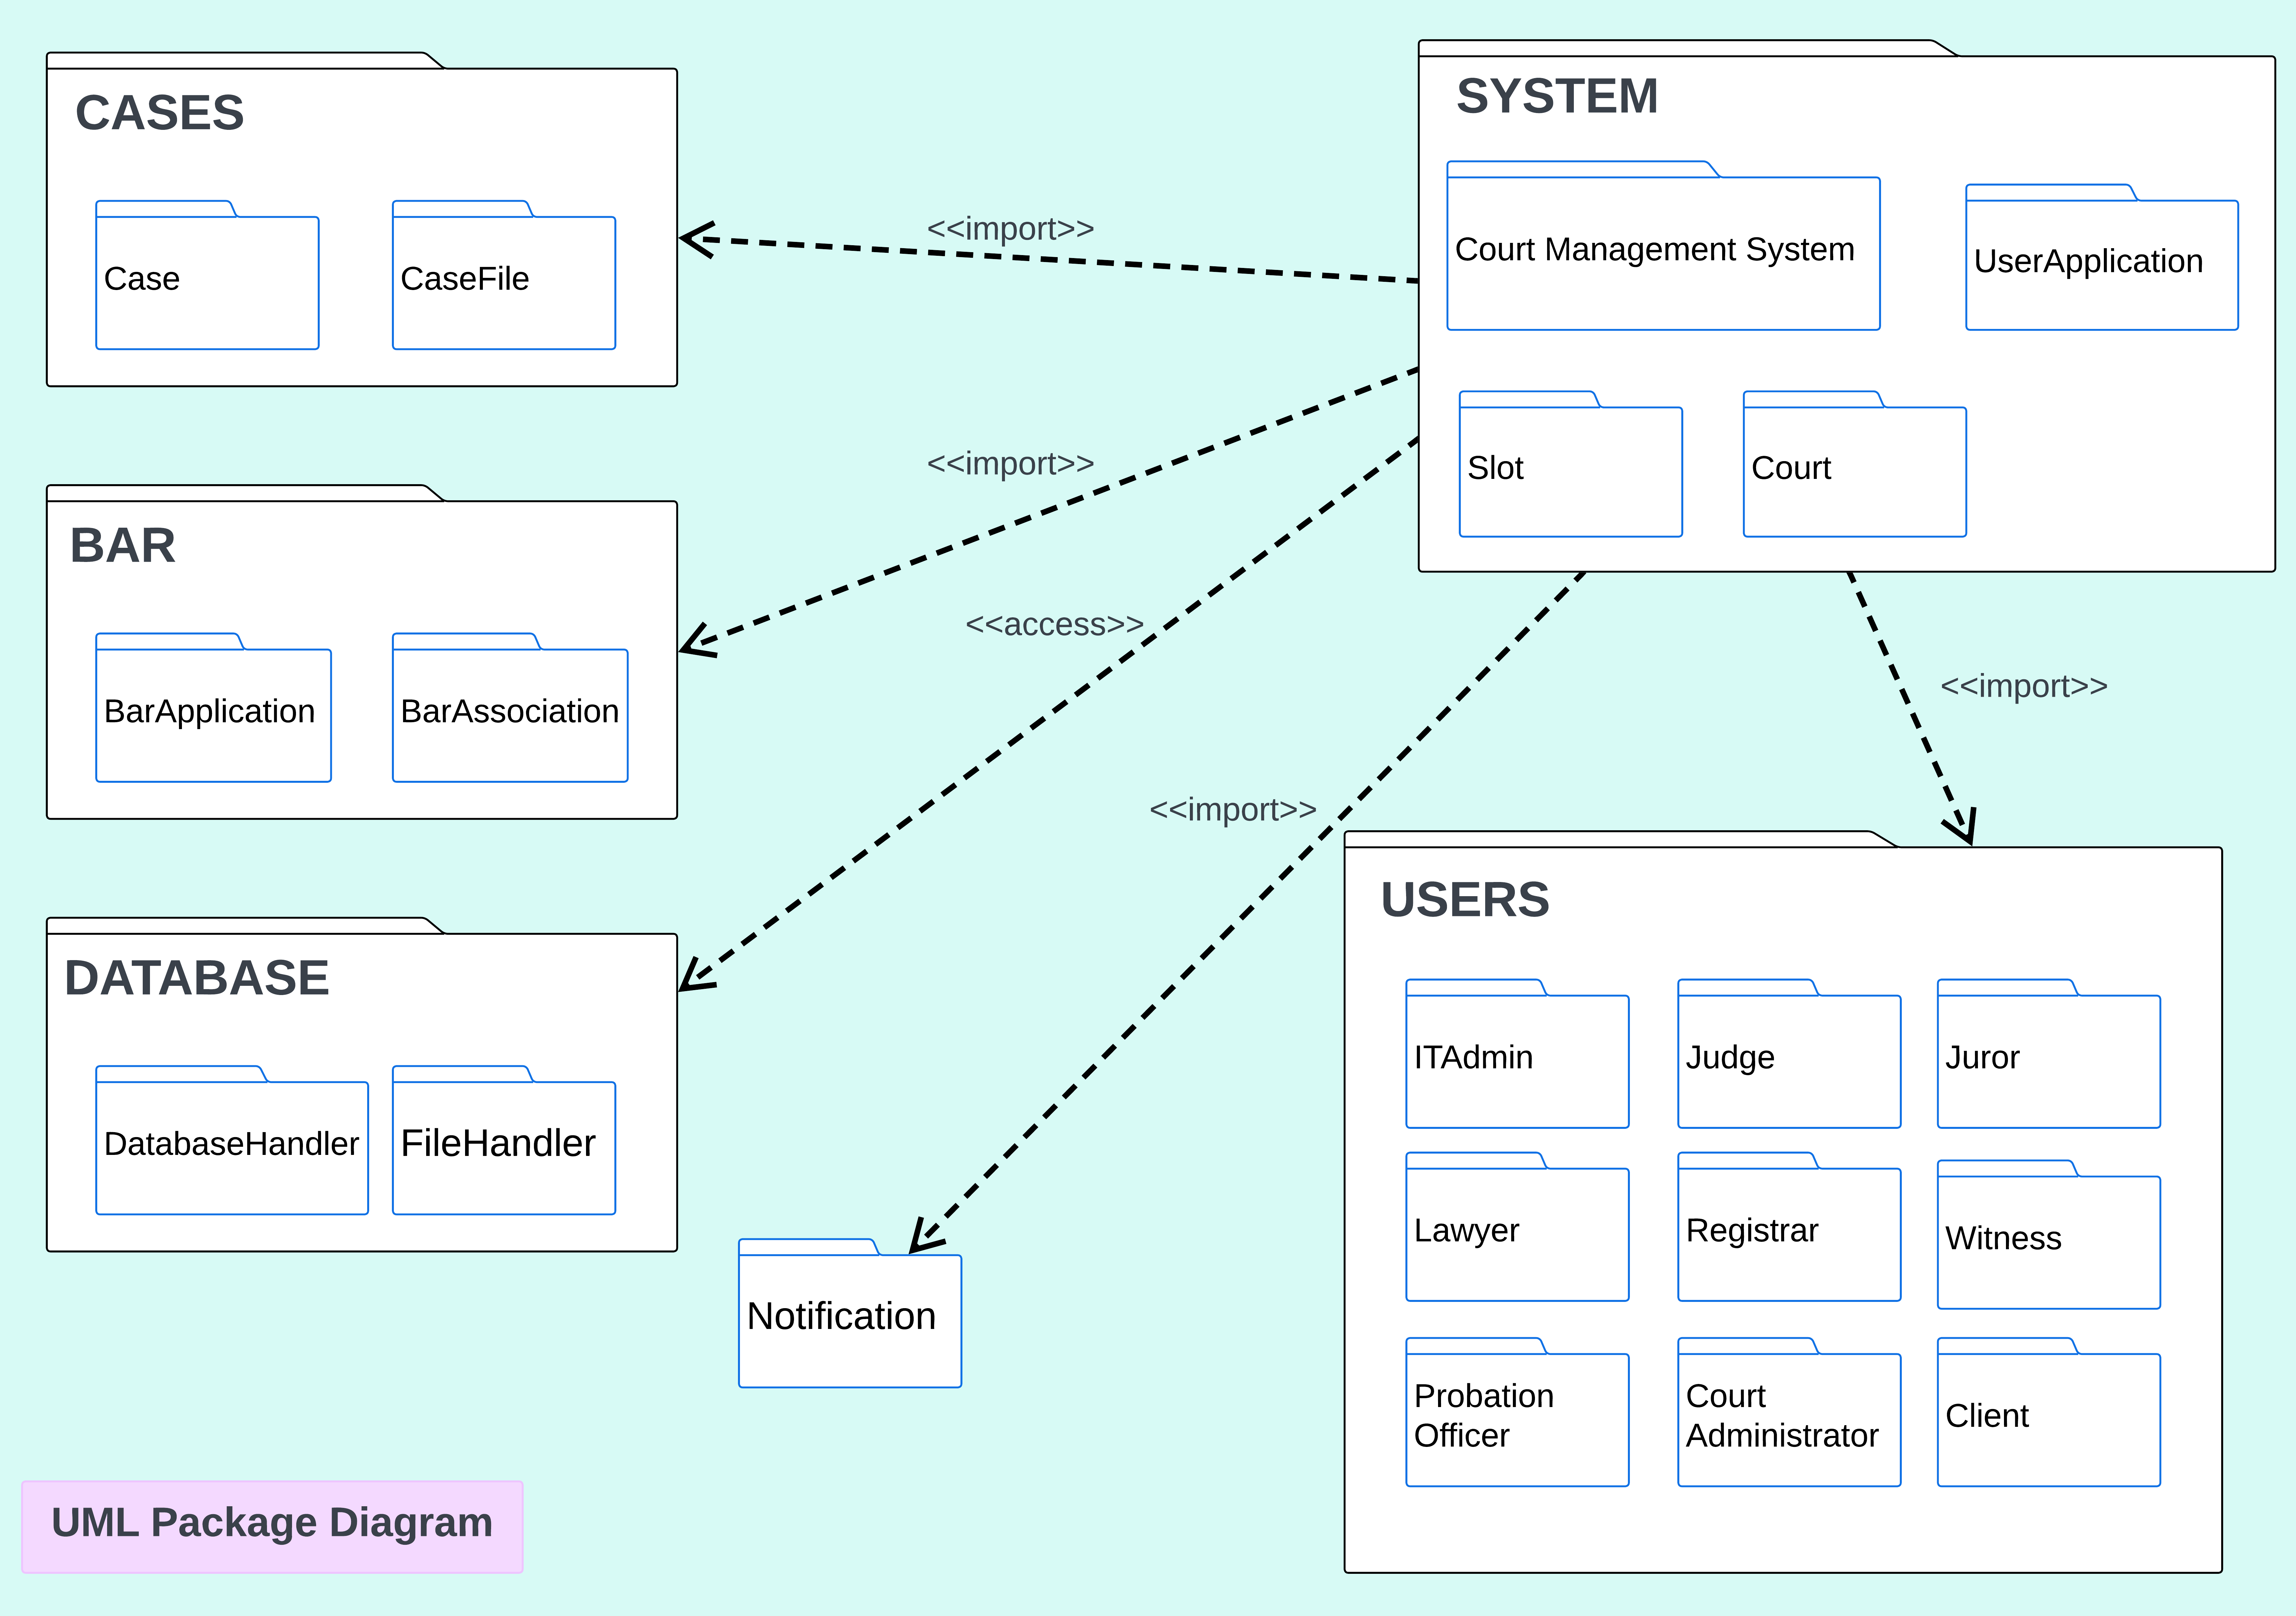 CASES
Case
CaseFile
<<import>>
SYSTEM
Court Management System
UserApplication
Slot
Court
<<import>>
BAR
BarApplication
BarAssociation
<<access>>
<<import>>
<<import>>
DATABASE
DatabaseHandler
FileHandler
Notification
USERS
ITAdmin
Judge
Juror
Lawyer
Registrar
Witness
Probation
Officer
Court
Administrator
Client
UML Package Diagram